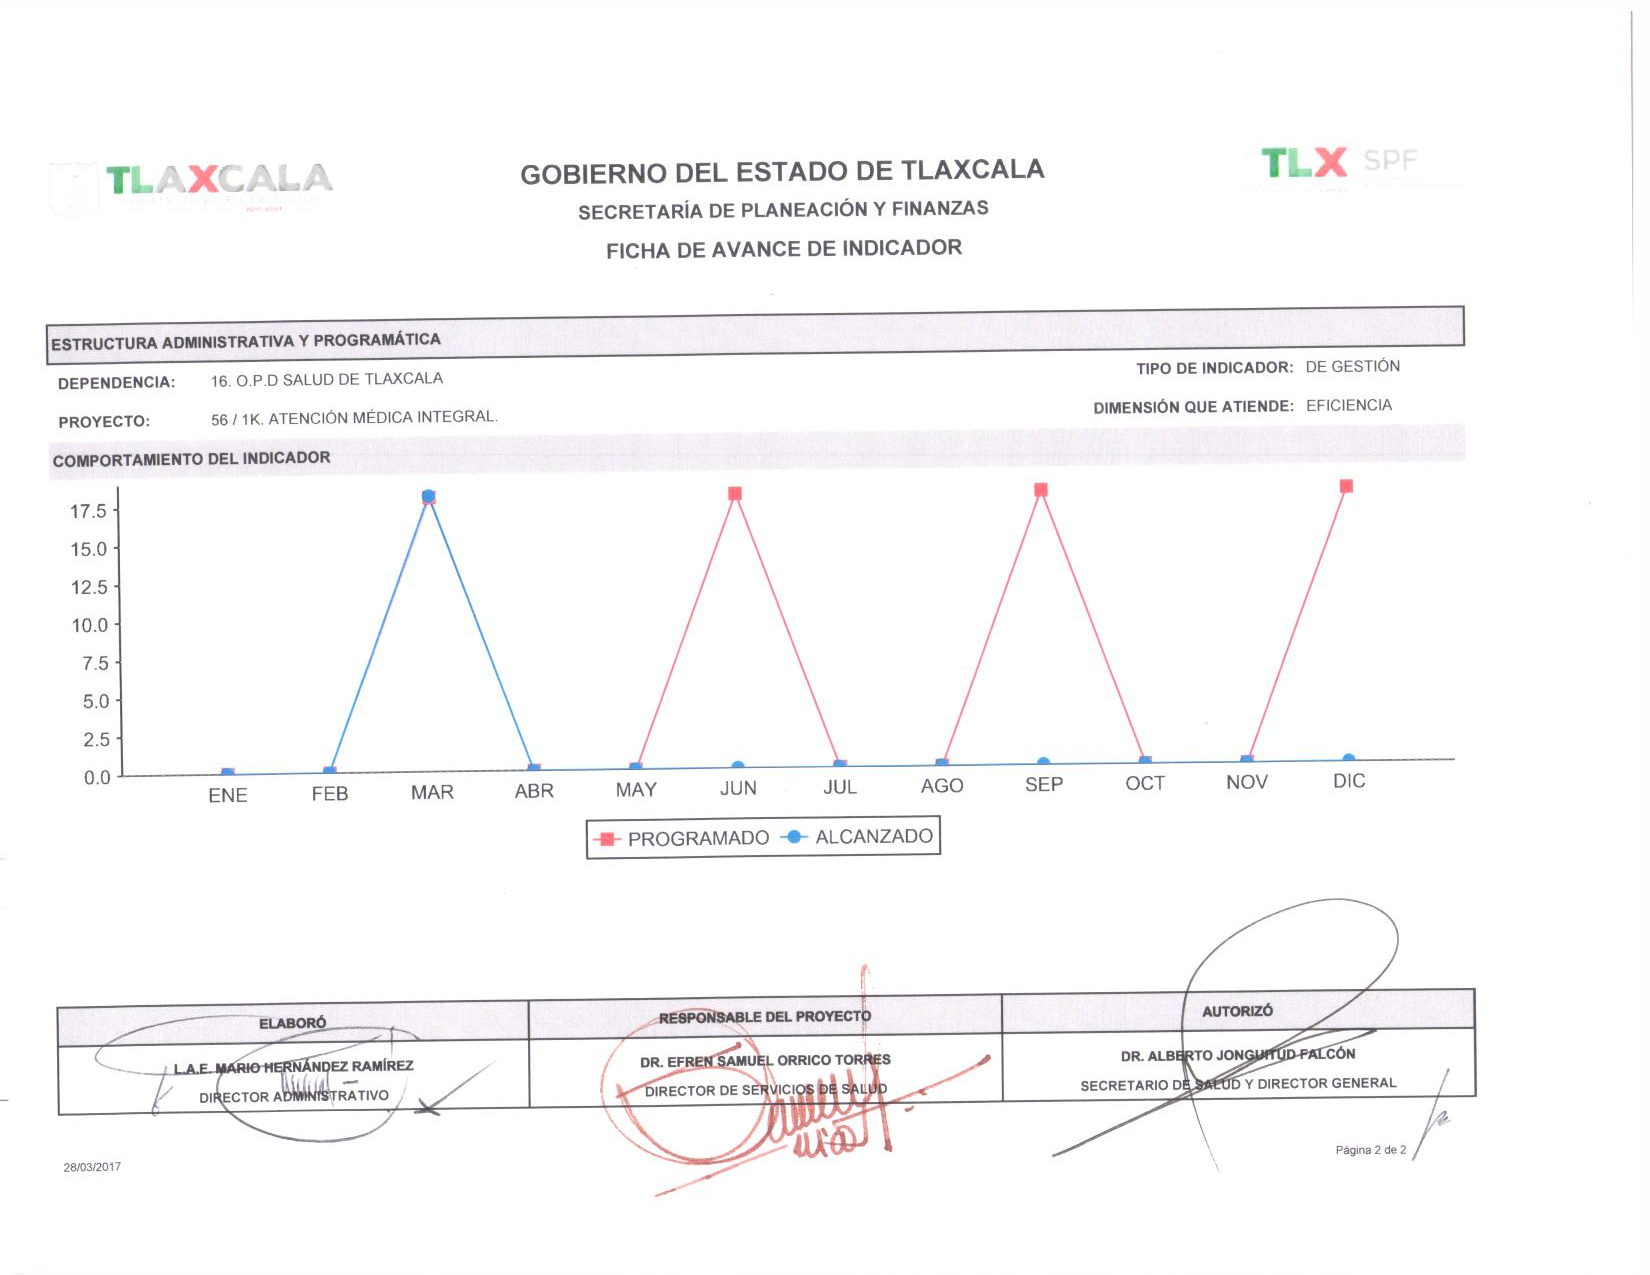 TLAXCALA
GOBIERNO DEL ESTADO DE TLAXCALA
TLX SPF
SECRETARÍA DE PLANEACIÓN Y FINANZAS
FICHA DE AVANCE DE INDICADOR
ESTRUCTURA ADMINISTRATIVA Y PROGRAMÁTICA
DEPENDENCIA: 16. O.P.D SALUD DE TLAXCALA TIPO DE INDICADOR: DE GESTIÓN
PROYECTO: 56 / 1K. ATENCIÓN MÉDICA INTEGRAL. DIMENSIÓN QUE ATIENDE: EFICIENCIA
COMPORTAMIENTO DEL INDICADOR
17.5
15.0
12.5
10.0
7.5
5.0
2.5
0.0
ENE FEB MAR ABR MAY JUN JUL AGO SEP OCT NOV DIC
PROGRAMADO ALCANZADO
ELABORÓ RESPONSABLE DEL PROYECTO AUTORIZÓ
L.A.E. MARIO HERNÁNDEZ RAMÍREZ DR. EFREN SAMUEL ORRICO TORRES DR. ALBERTO JONGUITUD FALCÓN
DIRECTOR ADMINISTRATIVO DIRECTOR DE SERVICIOS DE SALUD SECRETARIO DE SALUD Y DIRECTOR GENERAL
28/03/2017 Página 2 de 2